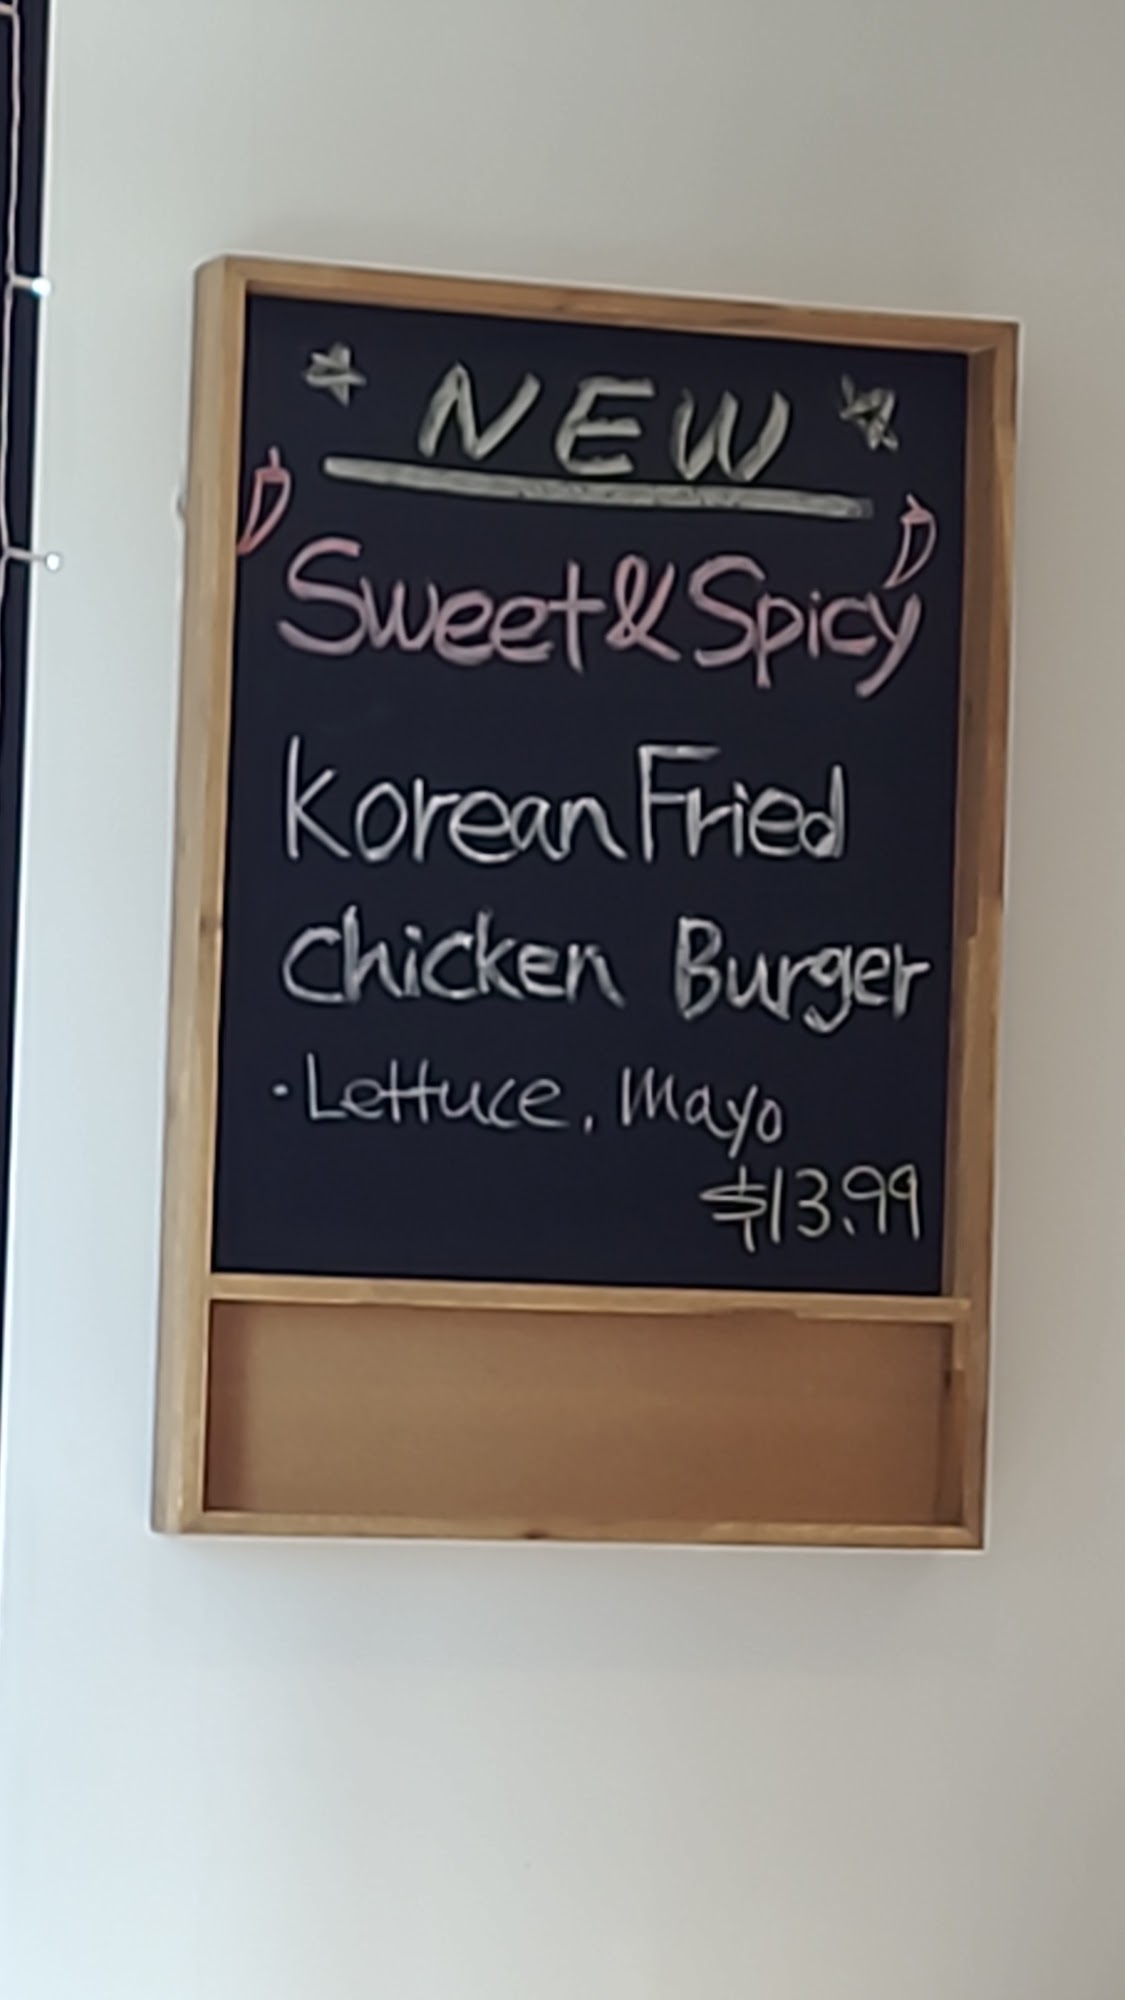 NEW
Sweet & Spicy
Korean Fried
Chicken Burger
· Lettuce, Mayo
$13.99